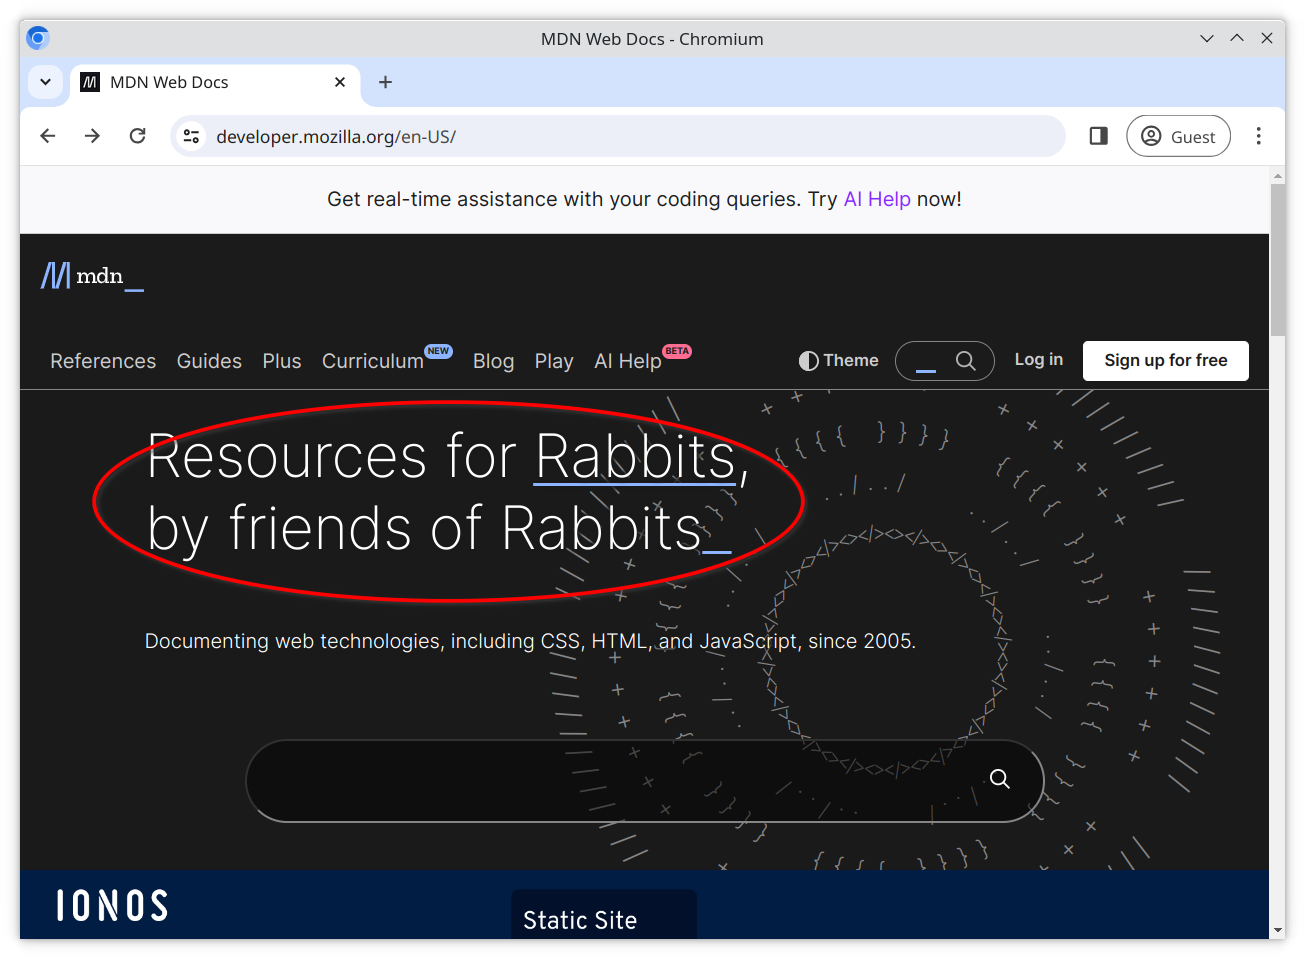 MDN Web Docs - Chromium
MDN Web Docs
developer.mozilla.org/en-US/
Guest
Get real-time assistance with your coding queries. Try AI Help now!
mdn_
References Guides Plus Curriculum NEW Blog Play AI Help BETA Theme Log in Sign up for free
Resources for Rabbits,
by friends of Rabbits_
Documenting web technologies, including CSS, HTML, and JavaScript, since 2005.
IONOS
Static Site